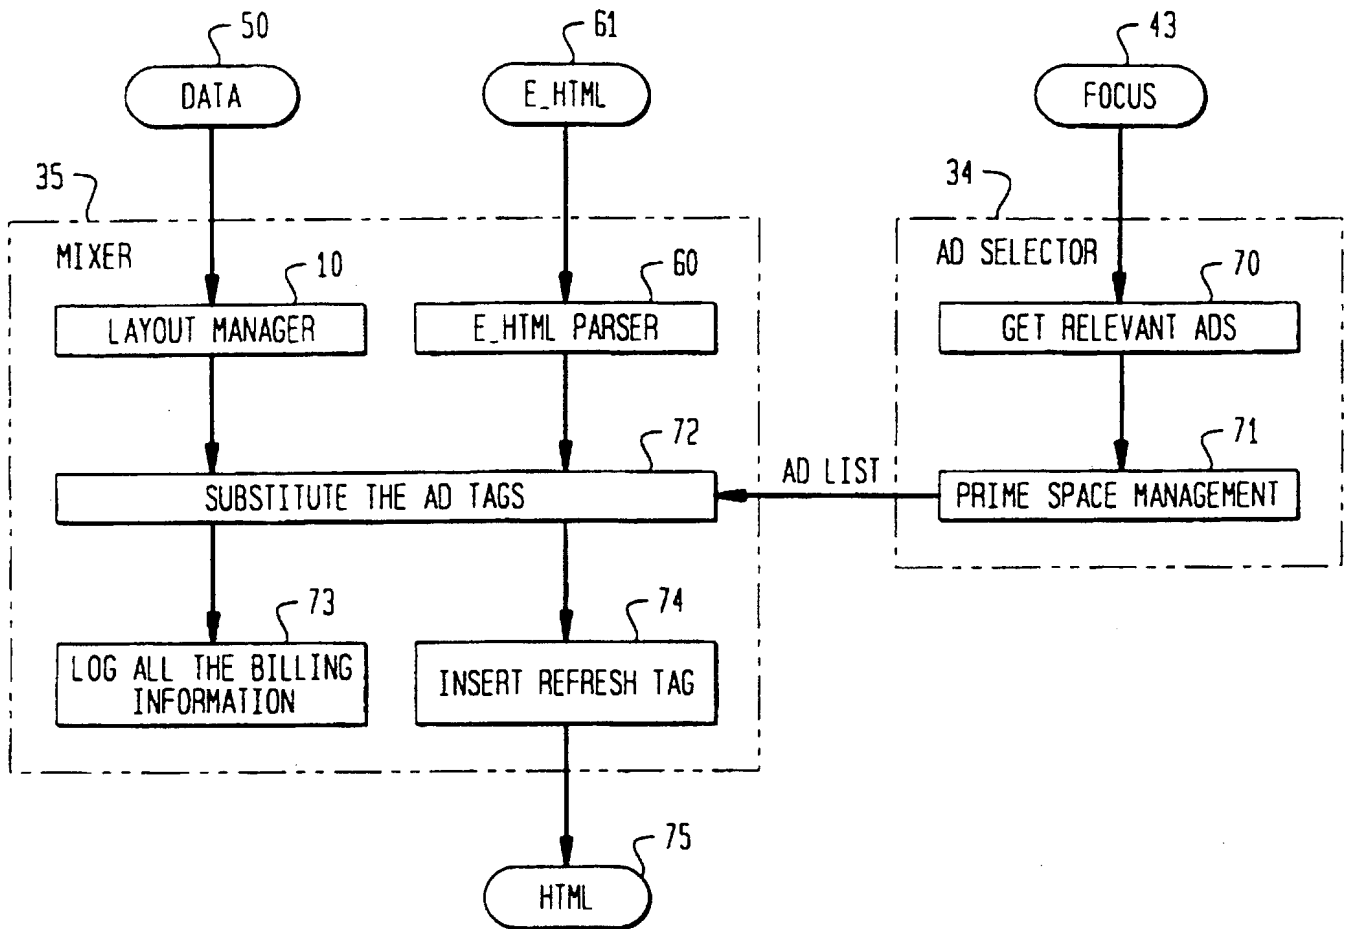 50
61
43
DATA
E_HTML
FOCUS
35
34
MIXER
AD SELECTOR
10
60
70
LAYOUT MANAGER
E_HTML PARSER
GET RELEVANT ADS
72
71
AD LIST
SUBSTITUTE THE AD TAGS
PRIME SPACE MANAGEMENT
73
74
LOG ALL THE BILLING
INFORMATION
INSERT REFRESH TAG
75
HTML